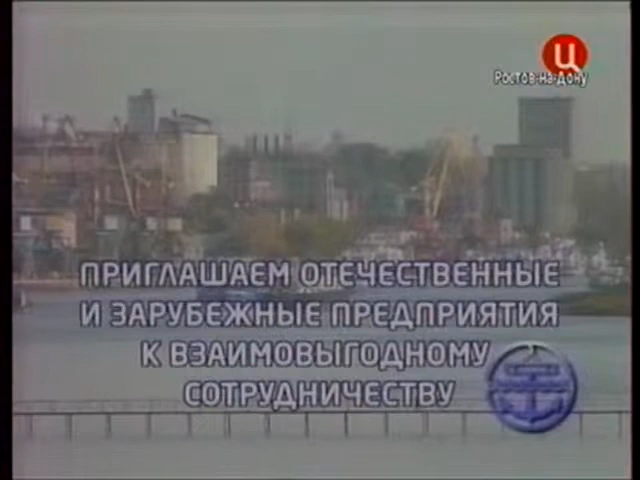 Ц
Ростов-на-Дону
ПРИГЛАШАЕМ ОТЕЧЕСТВЕННЫЕ
И ЗАРУБЕЖНЫЕ ПРЕДПРИЯТИЯ
К ВЗАИМОВЫГОДНОМУ
СОТРУДНИЧЕСТВУ